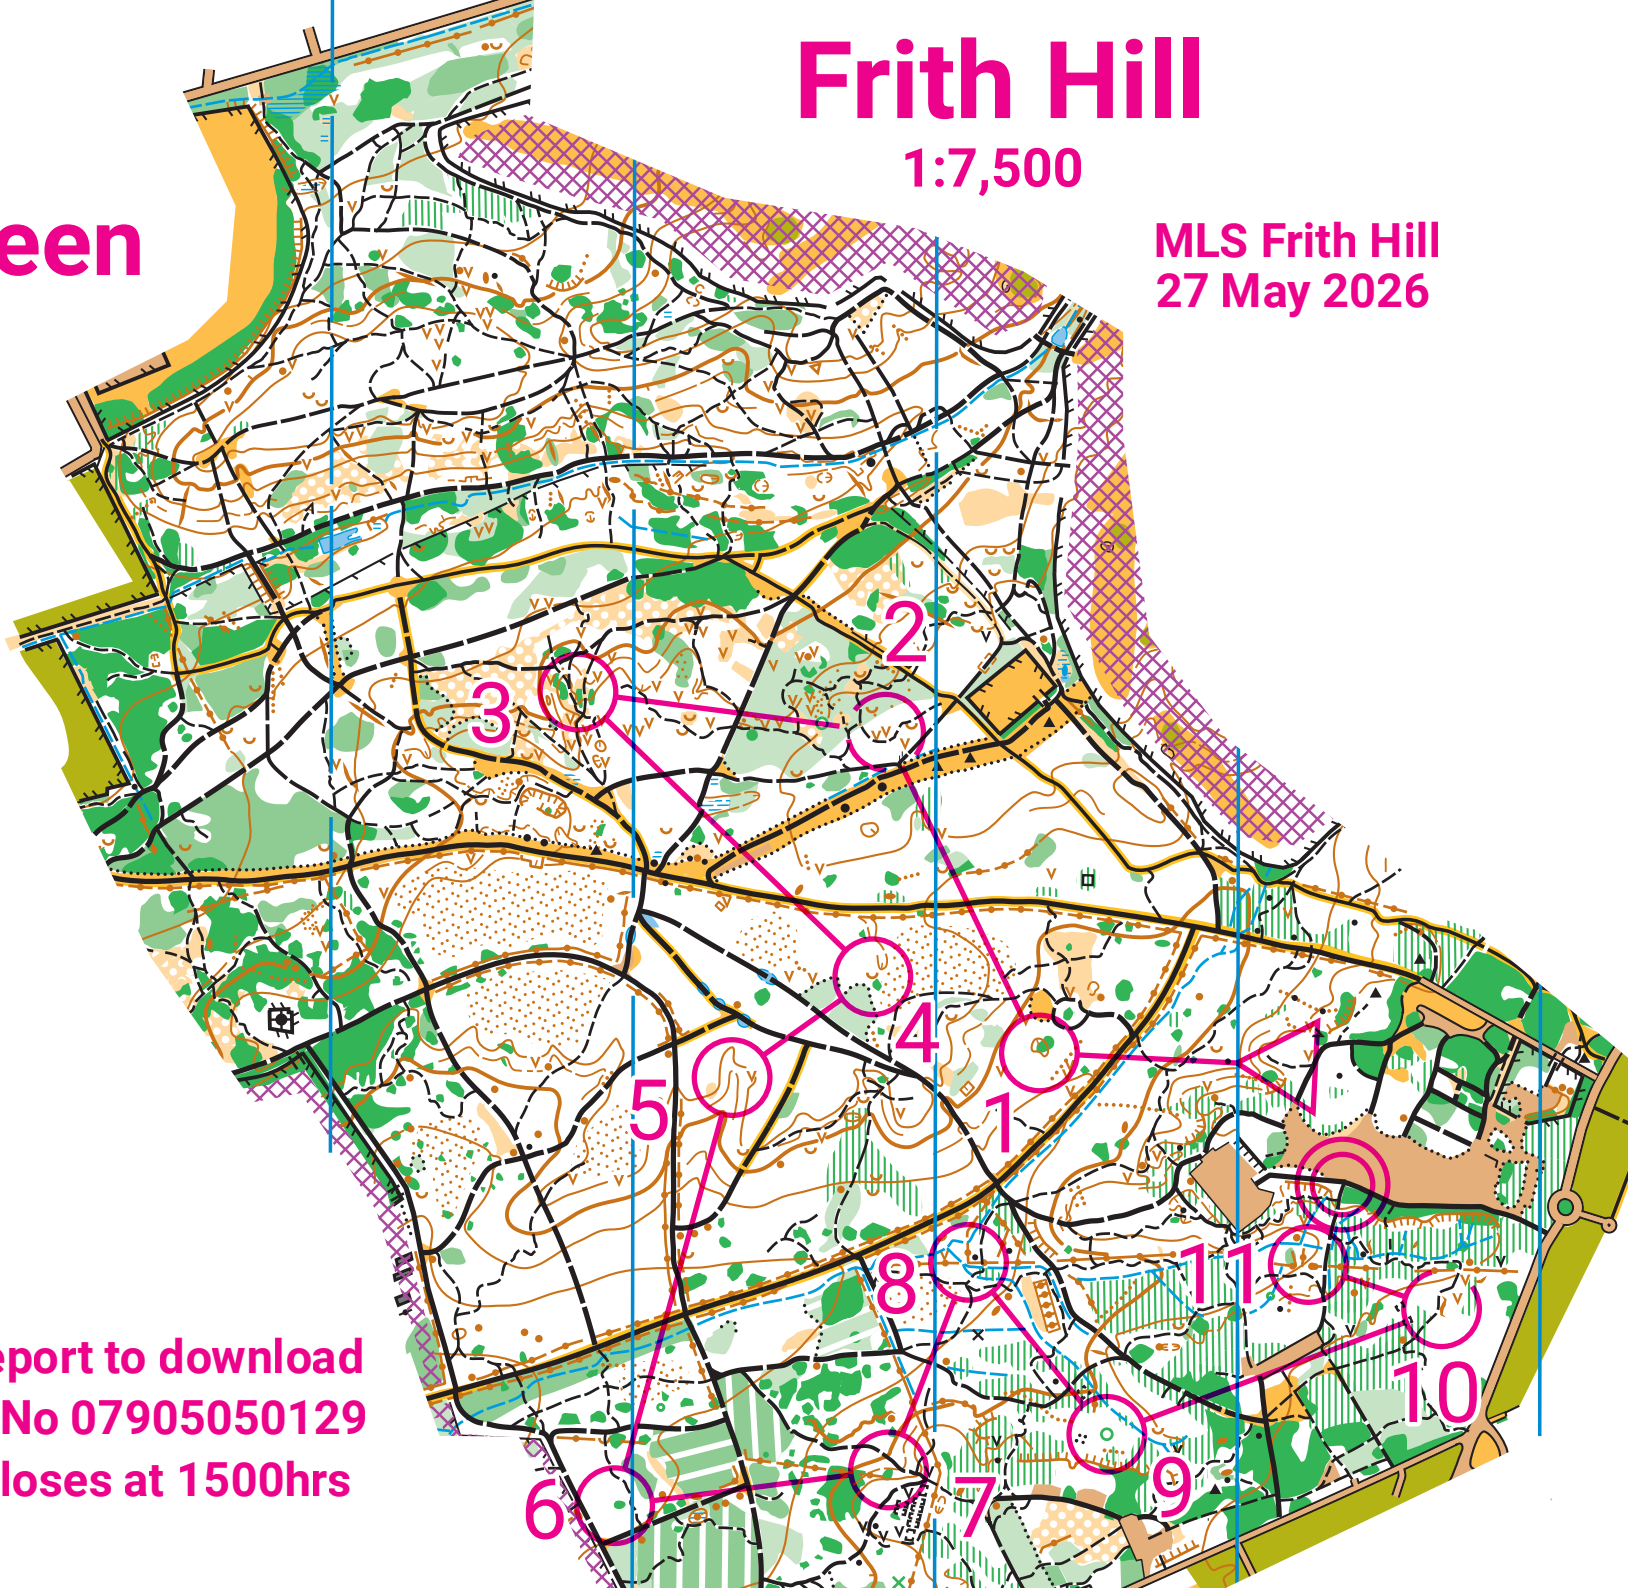 Frith Hill
1:7,500
MLS Frith Hill
27 May 2026
een
2
3
4
1
5
8
11
10
9
7
6
eport to download
No 07905050129
loses at 1500hrs